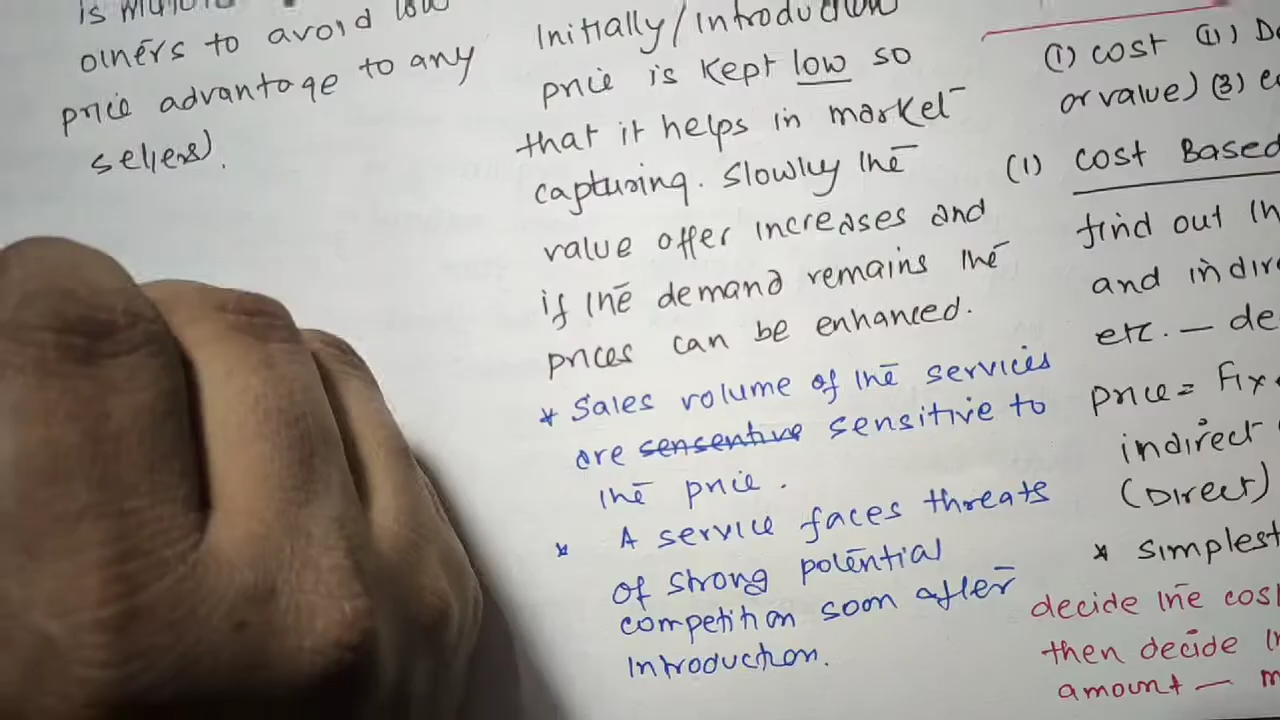 others to avoid low
price advantage to any
sellers).
Initially/Introduction
price is kept low so
that it helps in market
capturing. Slowly the
value offer increases and
if the demand remains the
prices can be enhanced.
* Sales volume of the services
are sensentive sensitive to
the price.
* A service faces threats
of strong potential
competition soon after
introduction.
(1) cost (11)
or value) (3)
(1) Cost Based
find out
and
etc. —
price = Fix
indirect
(Direct)
* simplest
decide the
then decide
amount —